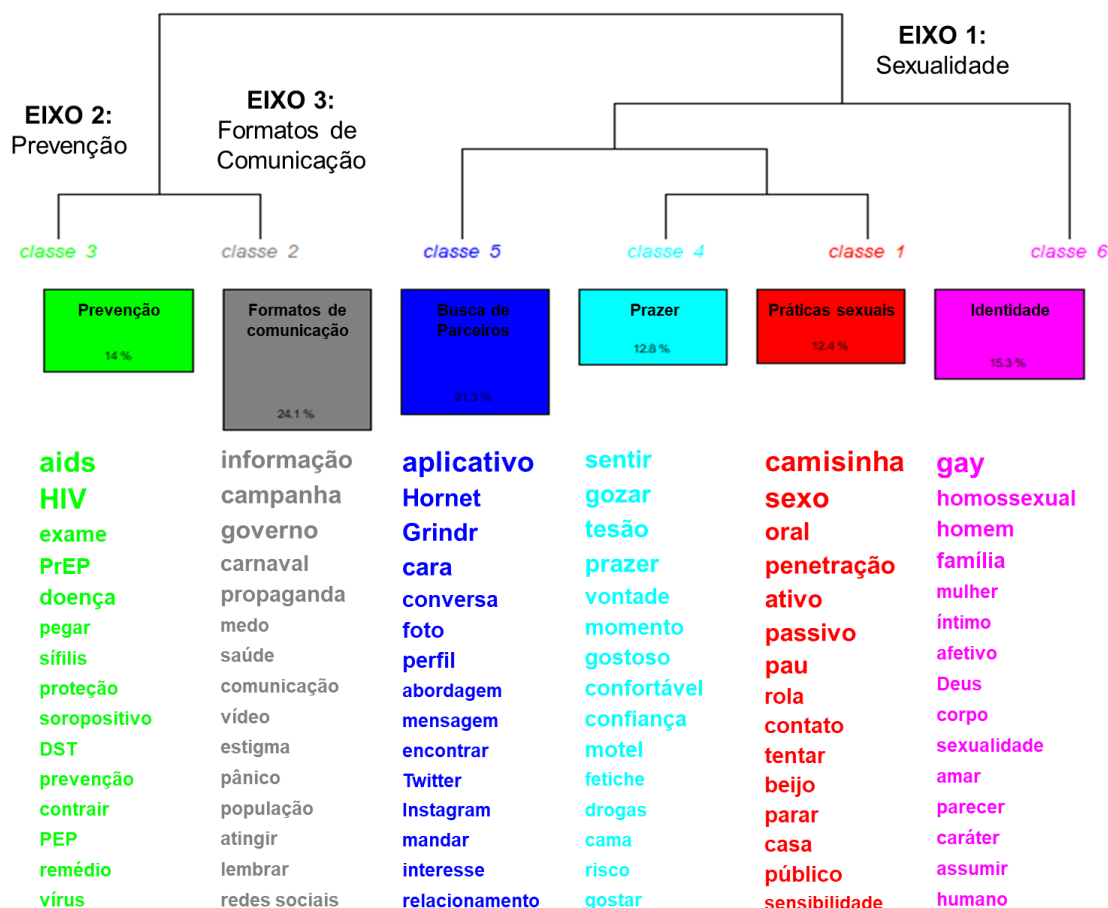 EIXO 1:
Sexualidade
EIXO 2:
Prevenção
EIXO 3:
Formatos de
Comunicação
classe 3
classe 2
classe 5
classe 4
classe 1
classe 6
Prevenção
14 %
Formatos de
comunicação
24.1 %
Busca de
Parceiros
21.3 %
Prazer
12.8 %
Práticas sexuais
12.4 %
Identidade
15.3 %
aids
HIV
exame
PrEP
doença
pegar
sífilis
proteção
soropositivo
DST
prevenção
contrair
PEP
remédio
vírus
informação
campanha
governo
carnaval
propaganda
medo
saúde
comunicação
vídeo
estigma
pânico
população
atingir
lembrar
redes sociais
aplicativo
Hornet
Grindr
cara
conversa
foto
perfil
abordagem
mensagem
encontrar
Twitter
Instagram
mandar
interesse
relacionamento
sentir
gozar
tesão
prazer
vontade
momento
gostoso
confortável
confiança
motel
fetiche
drogas
cama
risco
gostar
camisinha
sexo
oral
penetração
ativo
passivo
pau
rola
contato
tentar
beijo
parar
casa
público
sensibilidade
gay
homossexual
homem
família
mulher
íntimo
afetivo
Deus
corpo
sexualidade
amar
parecer
caráter
assumir
humano